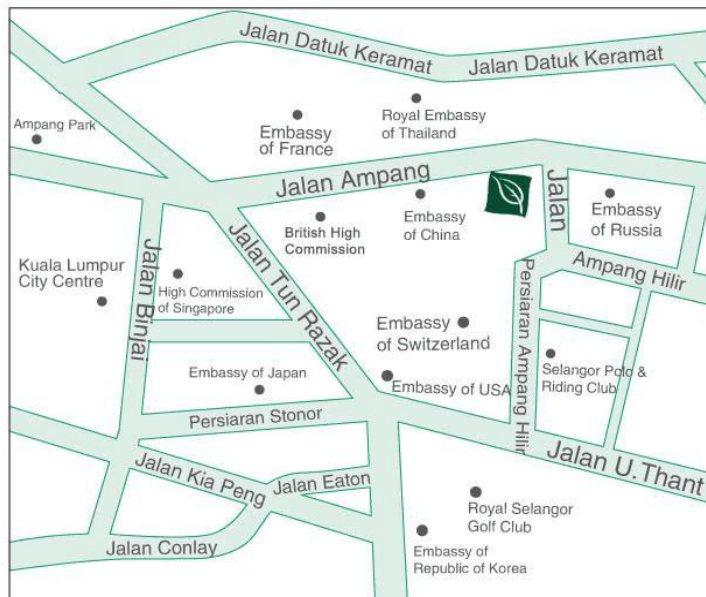 Jalan Datuk Keramat
Jalan Datuk Keramat
Ampang Park
Embassy
of France
Royal Embassy
of Thailand
Jalan Ampang
Jalan
British High
Commission
Embassy
of China
Embassy
of Russia
Kuala Lumpur
City Centre
Jalan Binjai
High Commission
of Singapore
Jalan Tun Razak
Persiaran Ampang Hilir
Ampang Hilir
Embassy
of Switzerland
Embassy of Japan
Embassy of USA
Selangor Polo &
Riding Club
Persiaran Stonor
Jalan U.Thant
Jalan Kia Peng
Jalan Eaton
Royal Selangor
Golf Club
Jalan Conlay
Embassy of
Republic of Korea